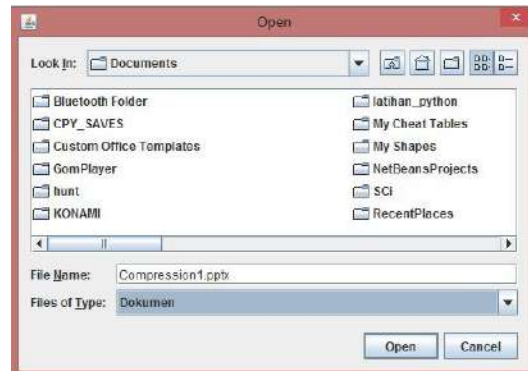 Open
Look In: Documents
Bluetooth Folder
CPY_SAVES
Custom Office Templates
GomPlayer
hunt
KONAMI
latihan_python
My Cheat Tables
My Shapes
NetBeansProjects
SCi
RecentPlaces
File Name: Compression1.pptx
Files of Type: Dokumen
Open Cancel